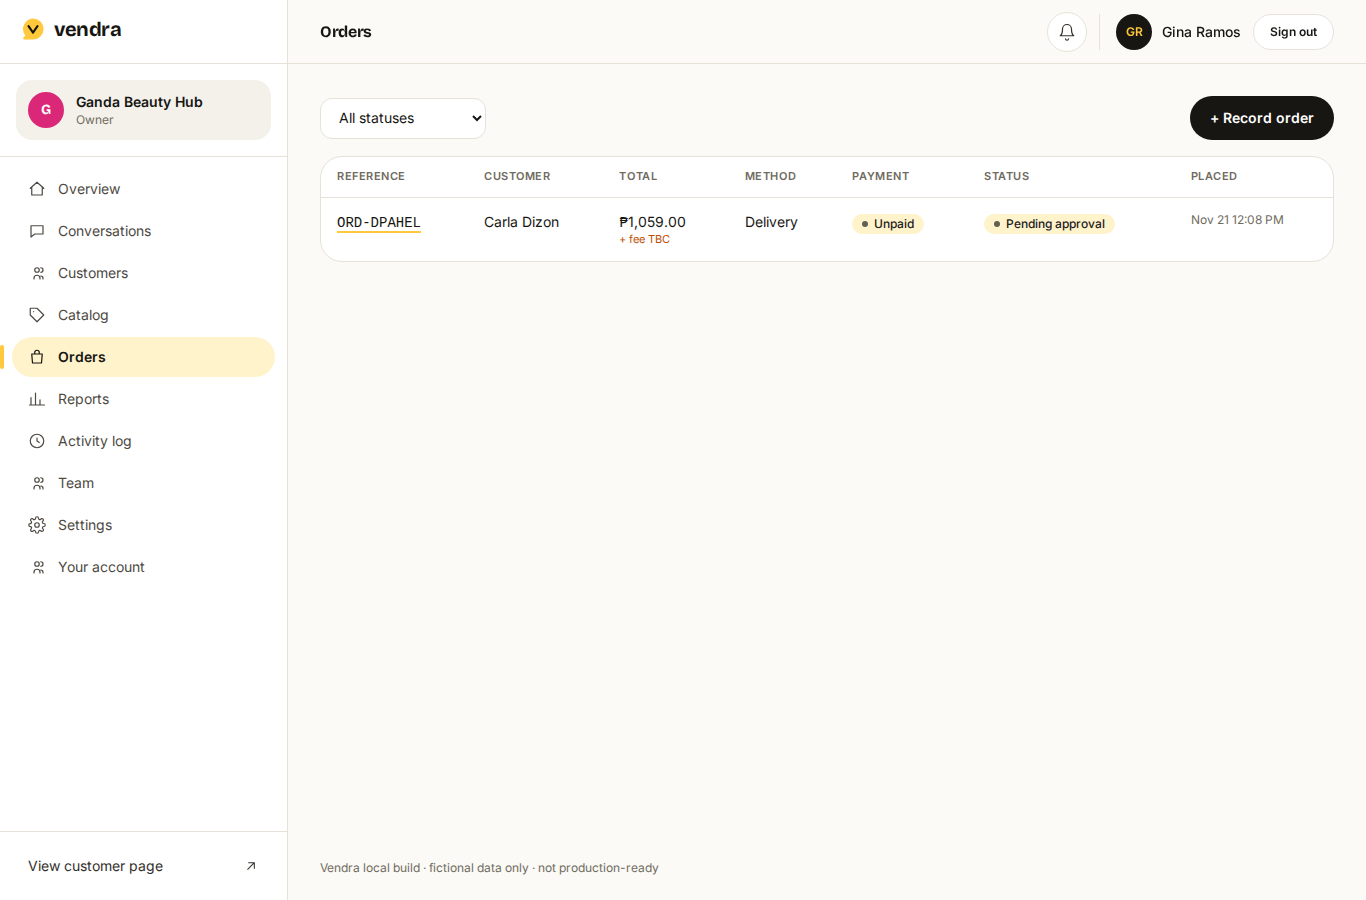 vendra
Ganda Beauty Hub
Owner
G
Overview
Conversations
Customers
Catalog
Orders
Reports
Activity log
Team
Settings
Your account
View customer page
Orders
GR
Gina Ramos
Sign out
All statuses
+ Record order
REFERENCE CUSTOMER TOTAL METHOD PAYMENT STATUS PLACED
ORD-DPAHEL Carla Dizon ₱1,059.00 Delivery Unpaid Pending approval Nov 21 12:08 PM
+ fee TBC
Vendra local build · fictional data only · not production-ready